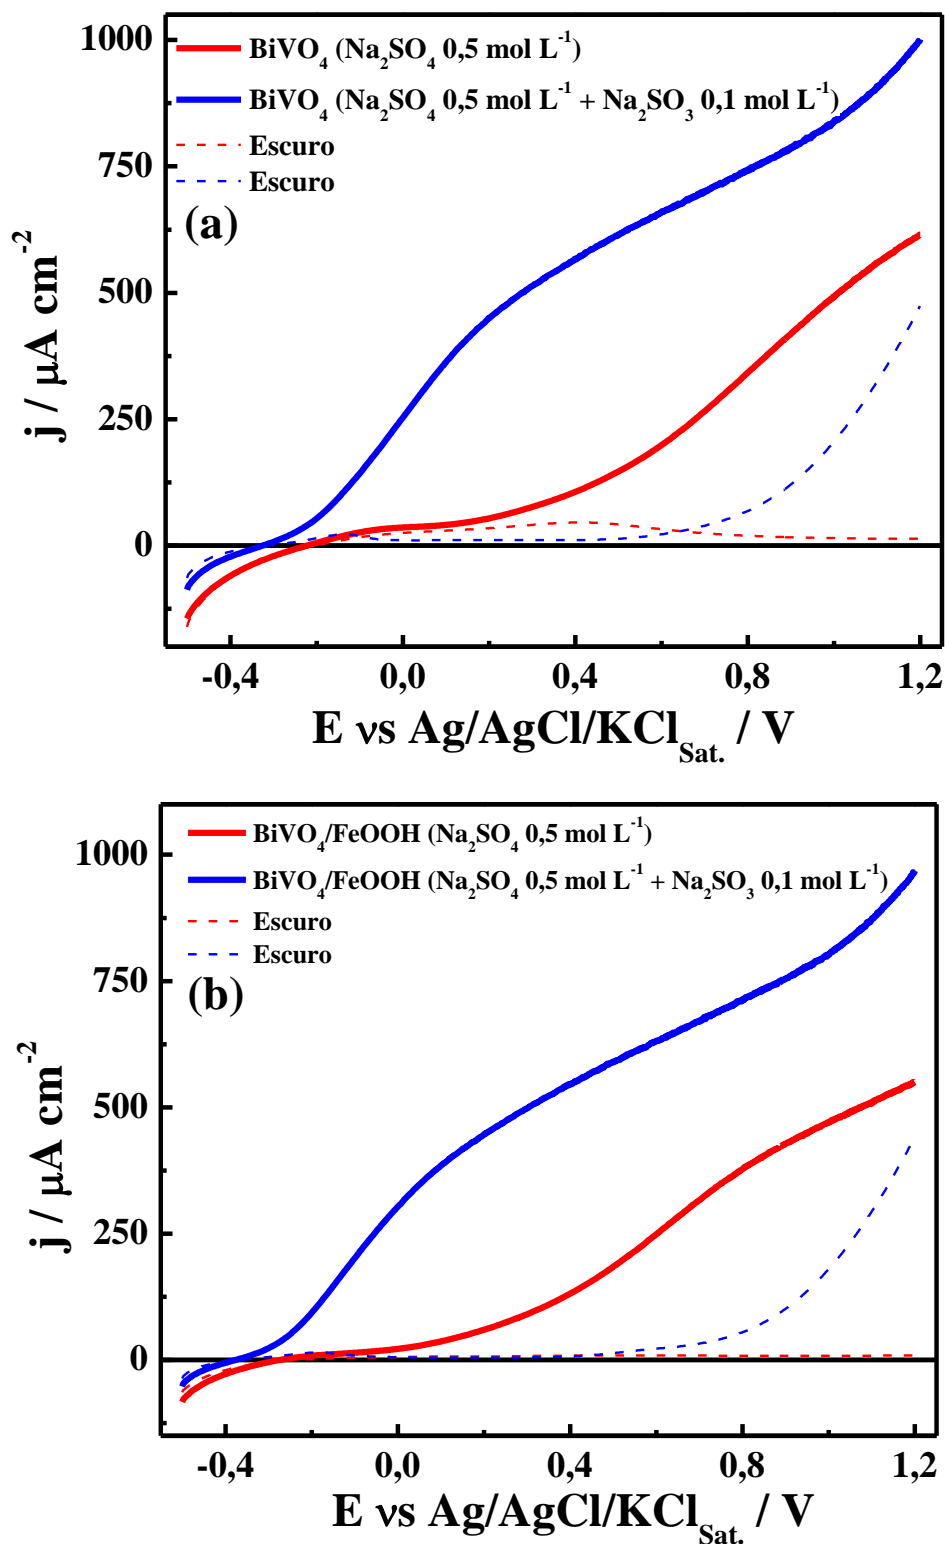 1000
BiVO₄ (Na₂SO₄ 0,5 mol L⁻¹)
BiVO₄ (Na₂SO₄ 0,5 mol L⁻¹ + Na₂SO₃ 0,1 mol L⁻¹)
Escuro
750
Escuro
(a)
500
250
0
j / µA cm⁻²
-0,4 0,0 0,4 0,8 1,2
E νs Ag/AgCl/KCl_Sat. / V
BiVO₄/FeOOH (Na₂SO₄ 0,5 mol L⁻¹)
1000
BiVO₄/FeOOH (Na₂SO₄ 0,5 mol L⁻¹ + Na₂SO₃ 0,1 mol L⁻¹)
Escuro
Escuro
750
(b)
500
250
0
j / µA cm⁻²
-0,4 0,0 0,4 0,8 1,2
E νs Ag/AgCl/KCl_Sat. / V